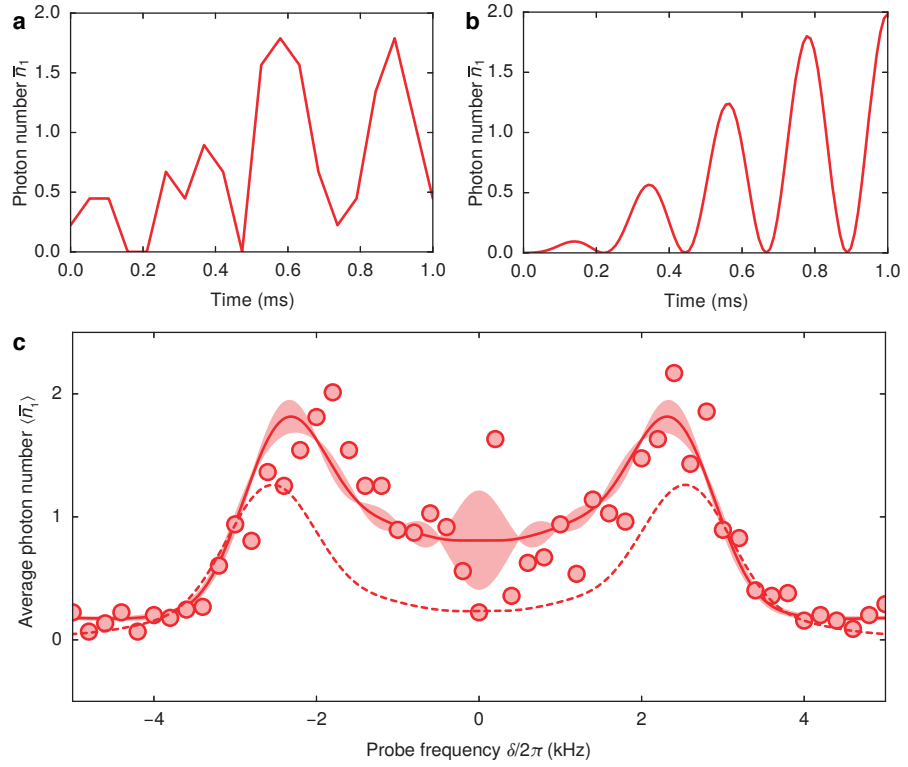 a
b
2.0
1.5
1.0
0.5
0.0
Photon number n̅₁
0.0 0.2 0.4 0.6 0.8 1.0
Time (ms)
2.0
1.5
1.0
0.5
0.0
Photon number n̅₁
0.0 0.2 0.4 0.6 0.8 1.0
Time (ms)
c
2
1
0
Average photon number ⟨n̅₁⟩
−4 −2 0 2 4
Probe frequency δ/2π (kHz)